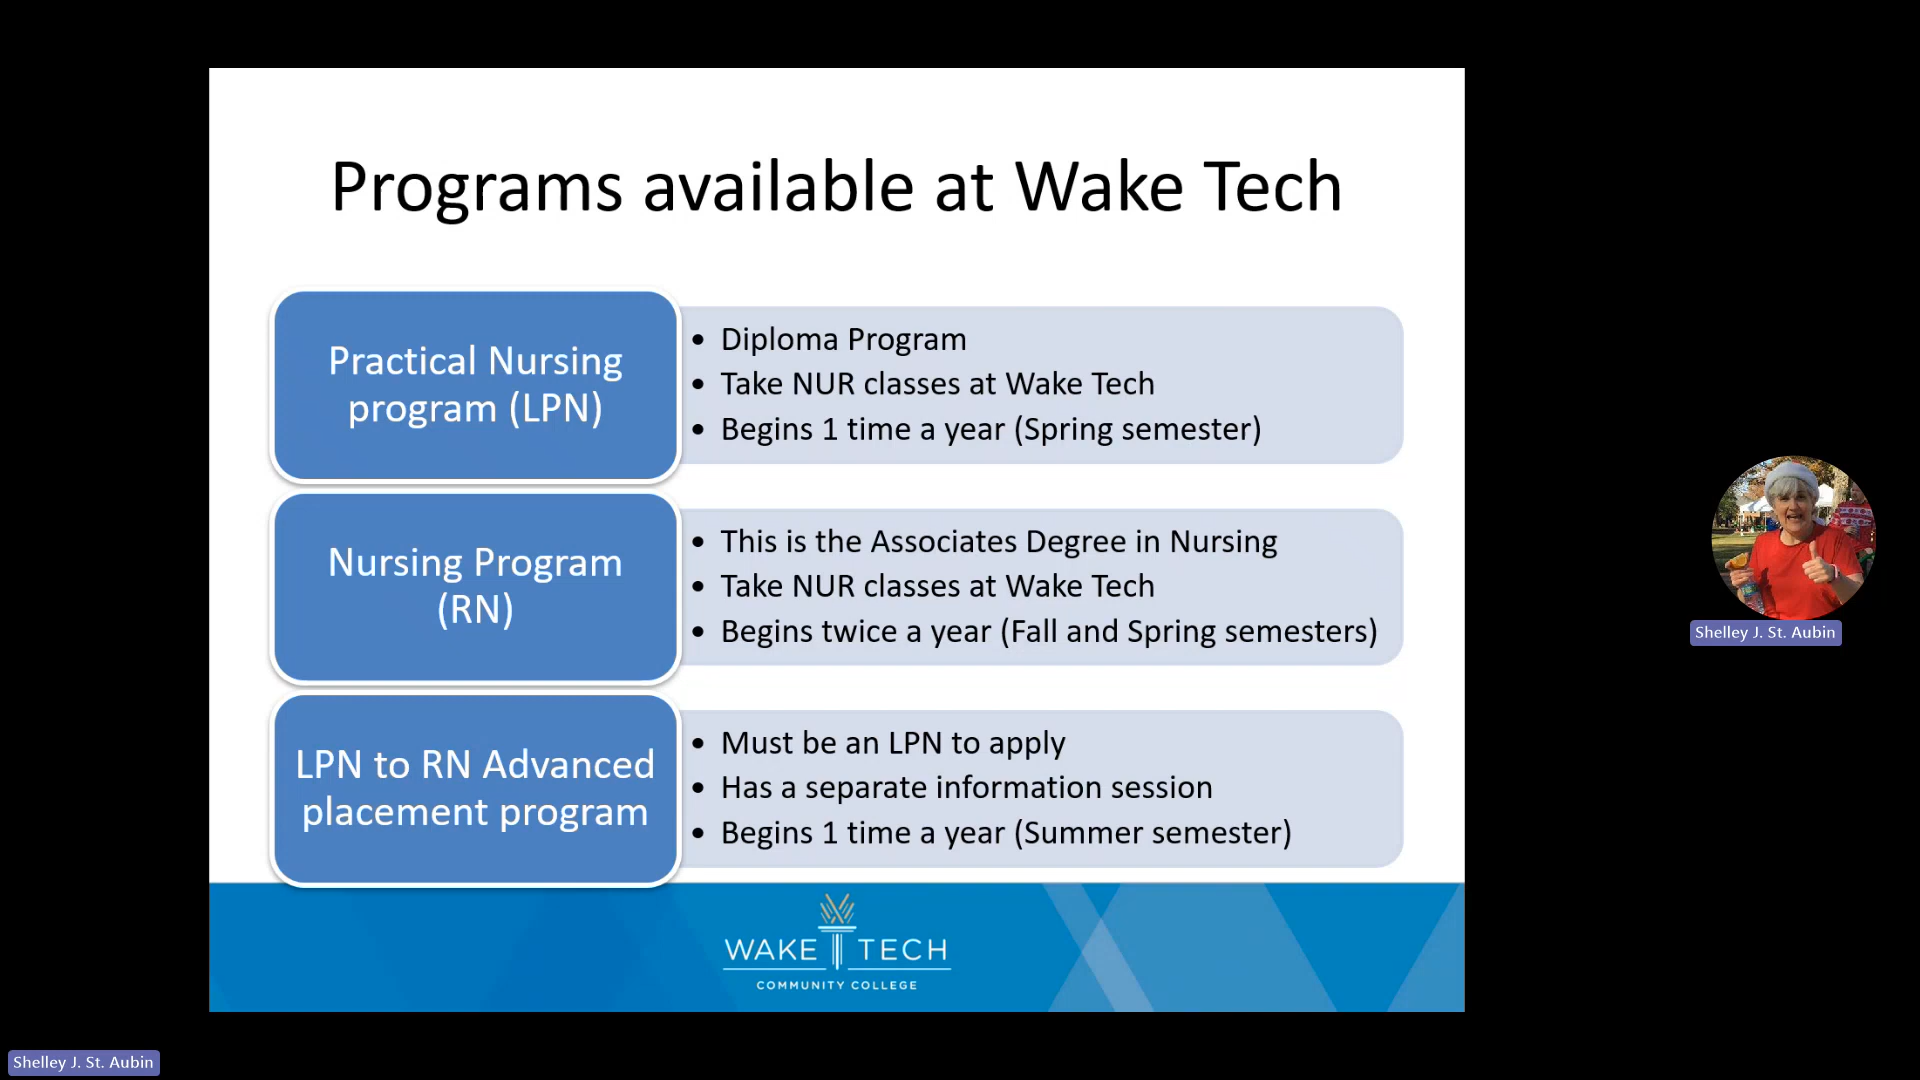 Programs available at Wake Tech
Practical Nursing
program (LPN)
• Diploma Program
• Take NUR classes at Wake Tech
• Begins 1 time a year (Spring semester)
Nursing Program
(RN)
• This is the Associates Degree in Nursing
• Take NUR classes at Wake Tech
• Begins twice a year (Fall and Spring semesters)
LPN to RN Advanced
placement program
• Must be an LPN to apply
• Has a separate information session
• Begins 1 time a year (Summer semester)
WAKE TECH
COMMUNITY COLLEGE
Shelley J. St. Aubin
Shelley J. St. Aubin